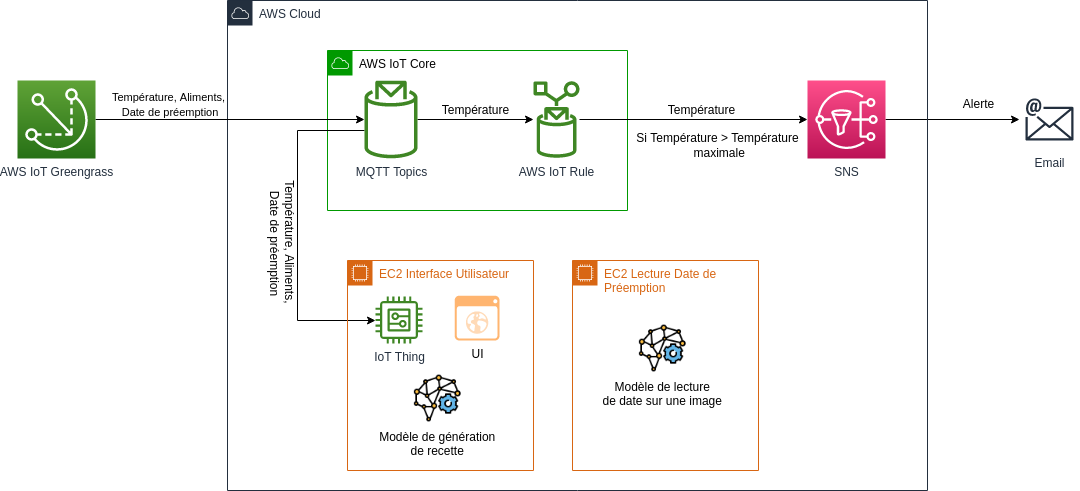 AWS Cloud
AWS IoT Core
Température, Aliments,
Date de préemption
Température
Température
Si Température > Température
maximale
Alerte
@
AWS IoT Greengrass
MQTT Topics
AWS IoT Rule
SNS
Email
Température, Aliments,
Date de préemption
EC2 Interface Utilisateur
IoT Thing
UI
Modèle de génération
de recette
EC2 Lecture Date de
Préemption
Modèle de lecture
de date sur une image